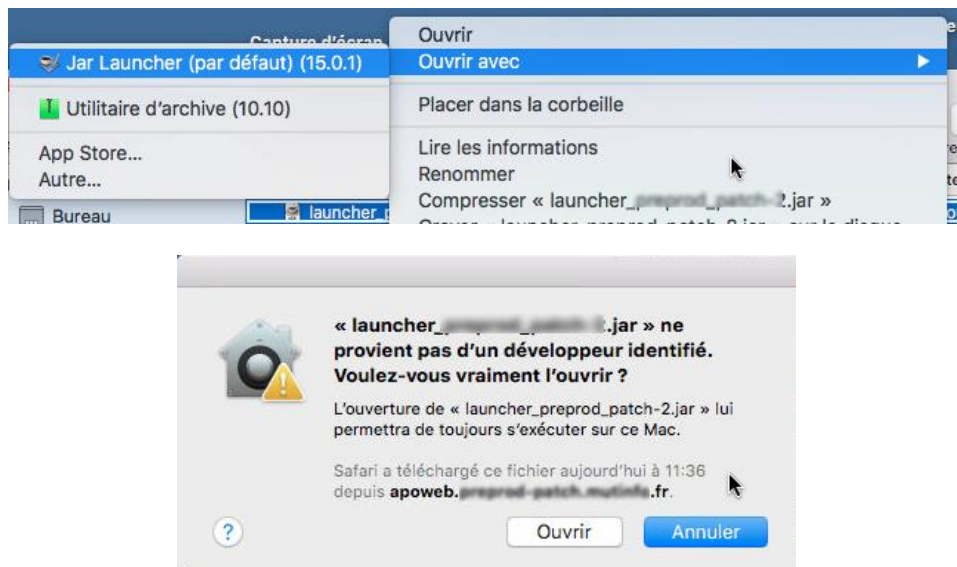 Capture d'écran
Ouvrir
Jar Launcher (par défaut) (15.0.1)
Ouvrir avec
Utilitaire d'archive (10.10)
Placer dans la corbeille
App Store...
Autre...
Lire les informations
Renommer
Compresser « launcher_ .jar »
Bureau
launcher_
« launcher_ .jar » ne
provient pas d'un développeur identifié.
Voulez-vous vraiment l'ouvrir ?
L'ouverture de « launcher_preprod_patch-2.jar » lui
permettra de toujours s'exécuter sur ce Mac.
Safari a téléchargé ce fichier aujourd'hui à 11:36
depuis apoweb. .fr.
?
Ouvrir
Annuler